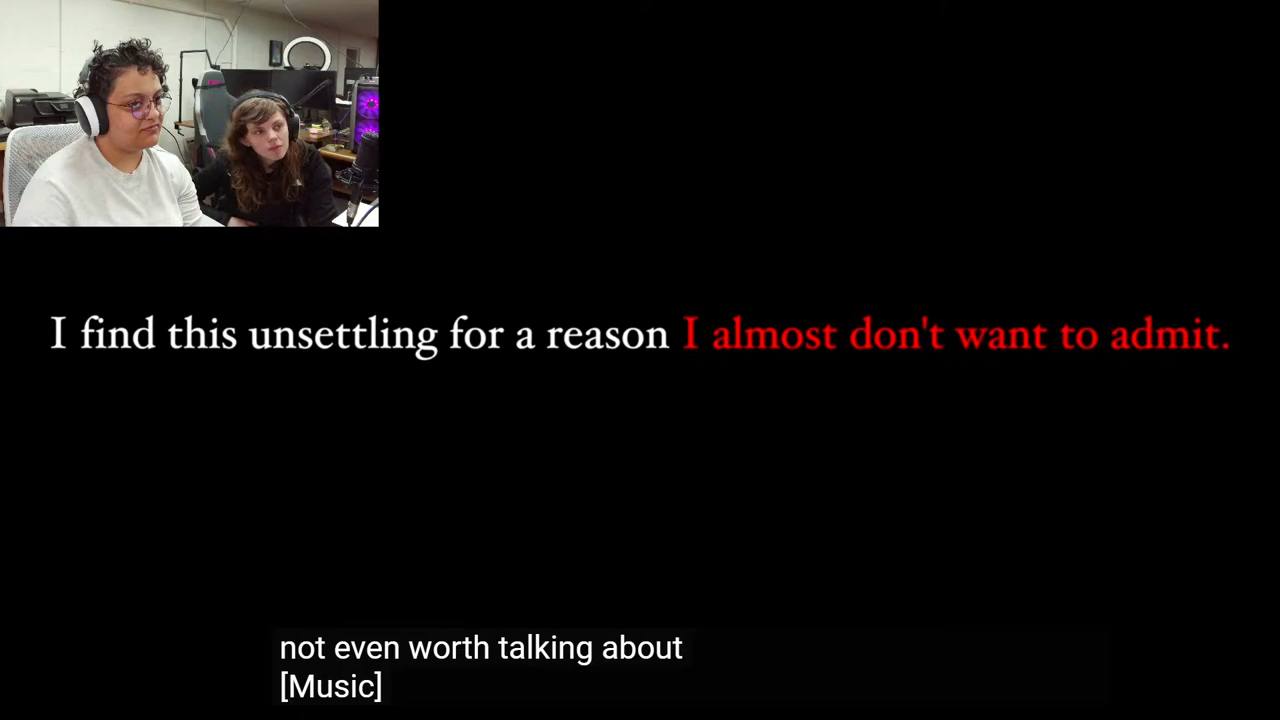 I find this unsettling for a reason I almost don't want to admit.
not even worth talking about
[Music]